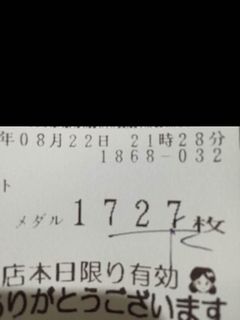 年08月22日 21時28分
1868-032
ト
メダル 1727枚
店本日限り有効
ありがとうございます